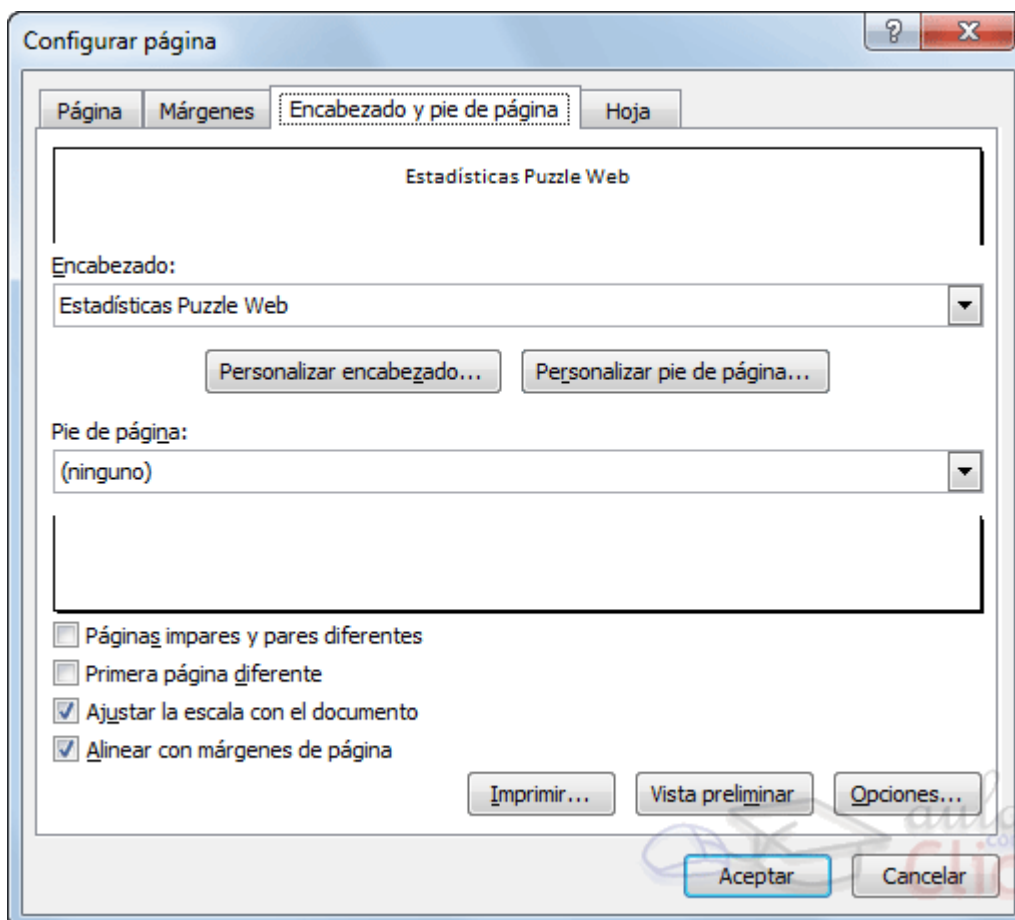 Configurar página
Página Márgenes Encabezado y pie de página Hoja
Estadísticas Puzzle Web
Encabezado:
Estadísticas Puzzle Web
Personalizar encabezado... Personalizar pie de página...
Pie de página:
(ninguno)
Páginas impares y pares diferentes
Primera página diferente
Ajustar la escala con el documento
Alinear con márgenes de página
Imprimir... Vista preliminar Opciones...
Aceptar Cancelar